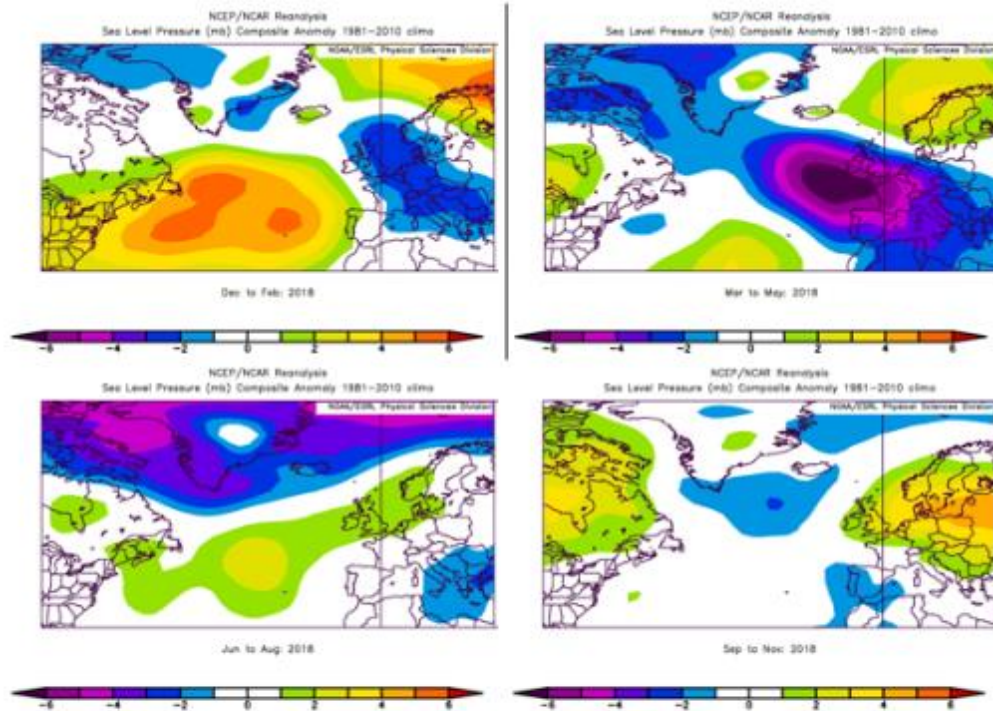 NCEP/NCAR Reanalysis
Sea Level Pressure (mb) Composite Anomaly 1981-2010 climo
NOAA/ESRL Physical Sciences Division
Dec to Feb: 2018
-6 -4 -2 0 2 4 6
NCEP/NCAR Reanalysis
Sea Level Pressure (mb) Composite Anomaly 1981-2010 climo
NOAA/ESRL Physical Sciences Division
Mar to May: 2018
-6 -4 -2 0 2 4 6
NCEP/NCAR Reanalysis
Sea Level Pressure (mb) Composite Anomaly 1981-2010 climo
NOAA/ESRL Physical Sciences Division
Jun to Aug: 2018
-6 -4 -2 0 2 4 6
NCEP/NCAR Reanalysis
Sea Level Pressure (mb) Composite Anomaly 1981-2010 climo
NOAA/ESRL Physical Sciences Division
Sep to Nov: 2018
-6 -4 -2 0 2 4 6